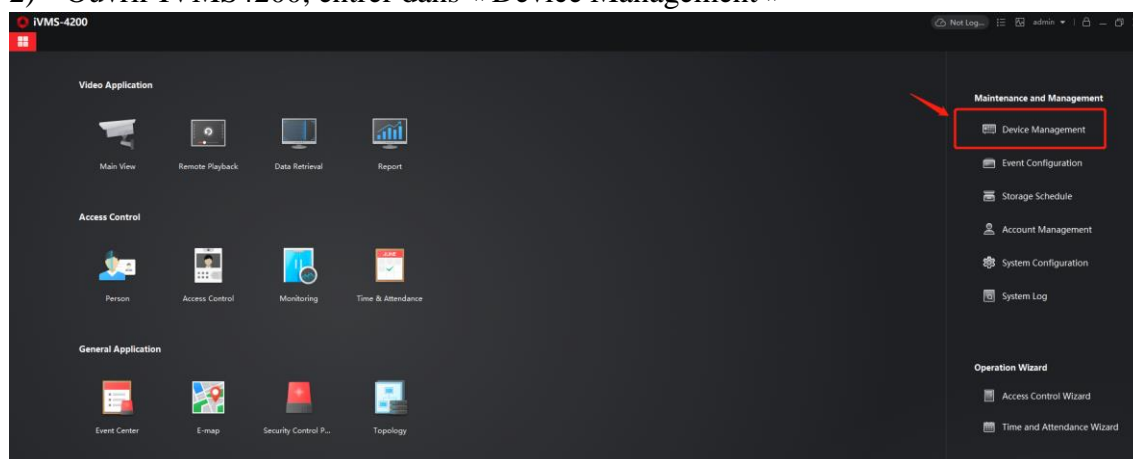 2) Ouvrir IVMS4200, entrer dans « Device Management »
iVMS-4200
Not Log...
admin
Video Application
Main View
Remote Playback
Data Retrieval
Report
Access Control
Person
Access Control
Monitoring
Time & Attendance
General Application
Event Center
E-map
Security Control P...
Topology
Maintenance and Management
Device Management
Event Configuration
Storage Schedule
Account Management
System Configuration
System Log
Operation Wizard
Access Control Wizard
Time and Attendance Wizard